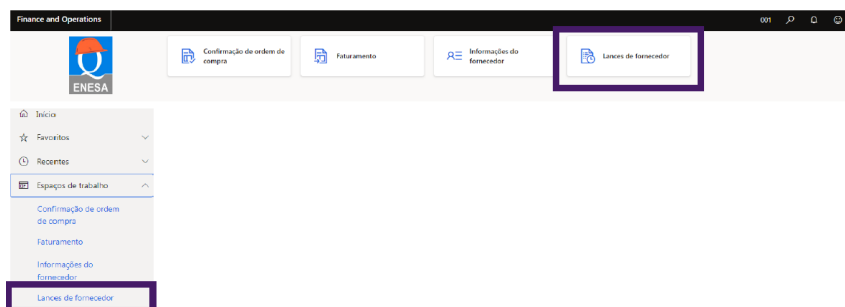 Finance and Operations
001
ENESA
Confirmação de ordem de
compra
Faturamento
Informações do
fornecedor
Lances de fornecedor
Início
Favoritos
Recentes
Espaços de trabalho
Confirmação de ordem
de compra
Faturamento
Informações do
fornecedor
Lances de fornecedor